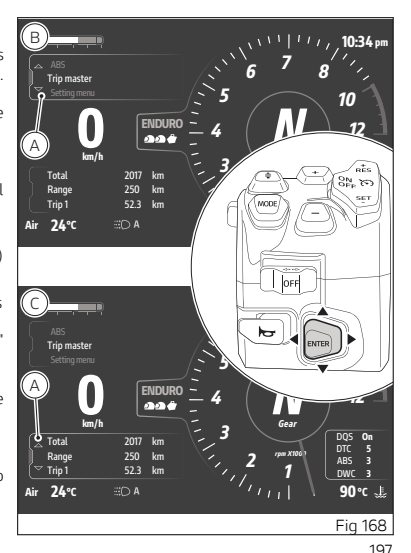 B
10:34 pm
ABS
Trip master
Setting menu
A
0
km/h
ENDURO
3
4
5
6
7
8
10
12
N
Total 2017 km
Range 250 km
Trip 1 52.3 km
Air 24°C
A
MODE
+
−
ON
OFF
+
RES
SET
−
OFF
ENTER
C
ABS
Trip master
Setting menu
A
0
km/h
ENDURO
5
4
3
2
1
12
N
Gear
rpm X1000
Total 2017 km
Range 250 km
Trip 1 52.3 km
DQS On
DTC 5
ABS 3
DWC 3
Air 24°C
A
90°C
Fig 168
197